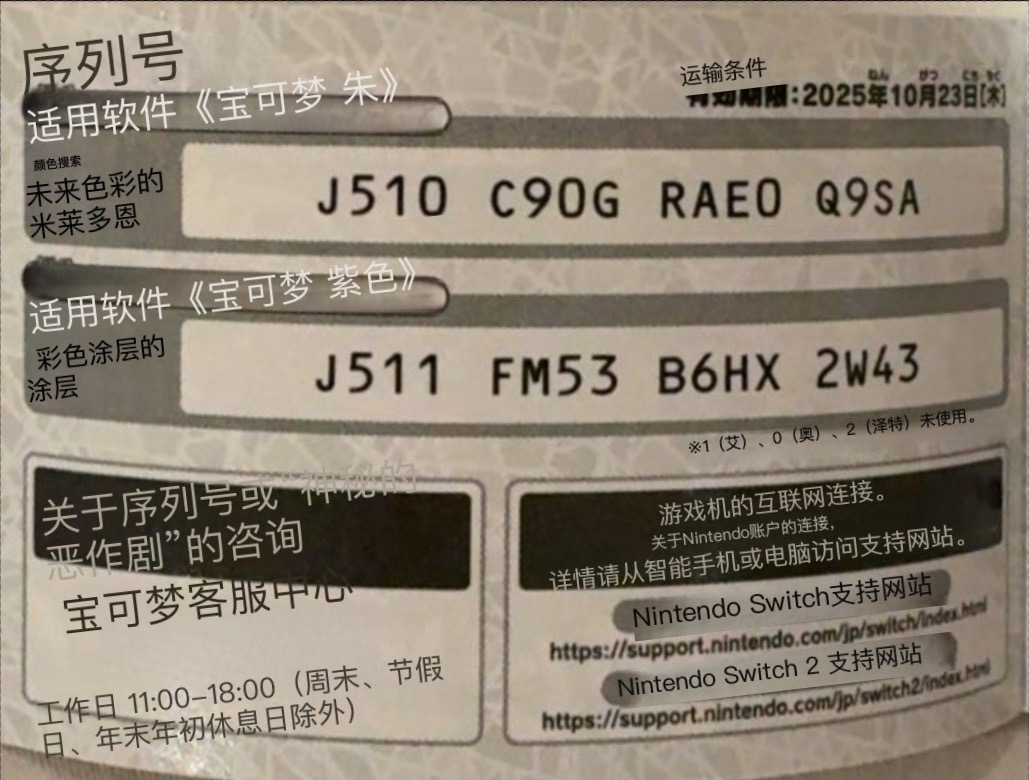 序列号
适用软件《宝可梦 朱》
运输条件
有効期限:2025年10月23日[木]
颜色搜索
未来色彩的
米莱多恩
J510 C90G RAE0 Q9SA
适用软件《宝可梦 紫色》
彩色涂层的
涂层
J511 FM53 B6HX 2W43
※1（艾）、0（奥）、2（泽特）未使用。
关于序列号或“神秘的
恶作剧”的咨询
宝可梦客服中心
工作日 11:00-18:00（周末、节假
日、年末年初休息日除外）
游戏机的互联网连接。
关于Nintendo账户的连接，
详情请从智能手机或电脑访问支持网站。
Nintendo Switch支持网站
https://support.nintendo.com/jp/switch/index.html
Nintendo Switch 2 支持网站
https://support.nintendo.com/jp/switch2/index.html